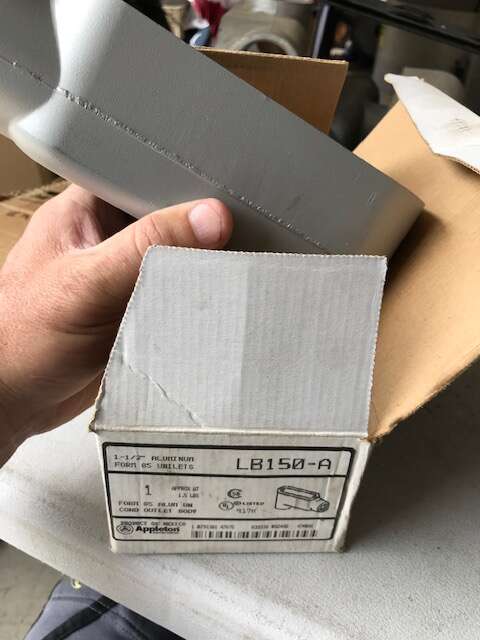 1-1/2" ALUMINUM
FORM 85 UNILETS
LB150-A
1
APPROX WT
1.5 LBS
LISTED
FORM 85 ALUM UN
COND OUTLET BODY
PRODUCT OF MEXICO
Appleton